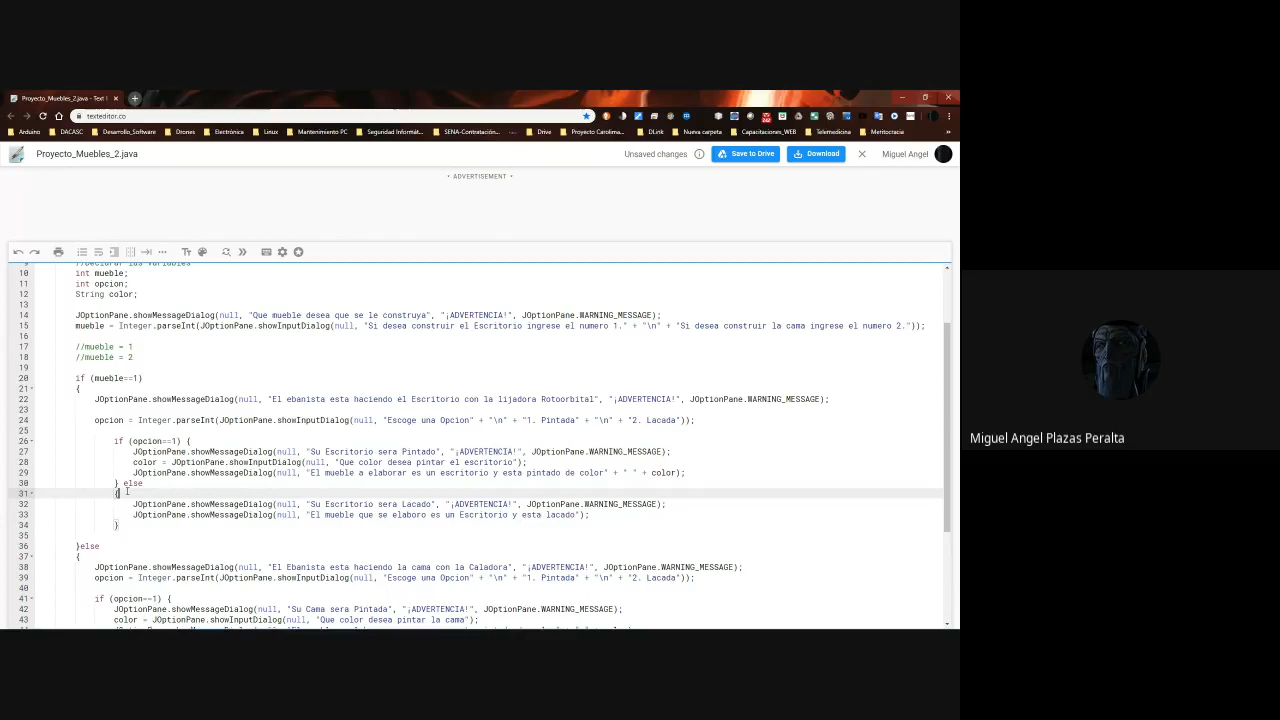 Proyecto_Muebles_2.java - Text
texteditor.co
Arduino DACASC Desarrollo_Software Drones Electrónica Linux Mantenimiento PC Seguridad Informát... SENA-Contratación... Drive Proyecto Carolima... DLink Nueva carpeta Capacitaciones_WEB Telemedicina Meritocracia »
Proyecto_Muebles_2.java Unsaved changes Save to Drive Download Miguel Angel
• ADVERTISEMENT •
9 //Declarar las variables
10 int mueble;
11 int opcion;
12 String color;
13
14 JOptionPane.showMessageDialog(null, "Que mueble desea que se le construya", "¡ADVERTENCIA!", JOptionPane.WARNING_MESSAGE);
15 mueble = Integer.parseInt(JOptionPane.showInputDialog(null, "Si desea construir el Escritorio ingrese el numero 1." + "\n" + "Si desea construir la cama ingrese el numero 2."));
16
17 //mueble = 1
18 //mueble = 2
19
20 if (mueble==1)
21 {
22 JOptionPane.showMessageDialog(null, "El ebanista esta haciendo el Escritorio con la lijadora Rotoorbital", "¡ADVERTENCIA!", JOptionPane.WARNING_MESSAGE);
23
24 opcion = Integer.parseInt(JOptionPane.showInputDialog(null, "Escoge una Opcion" + "\n" + "1. Pintada" + "\n" + "2. Lacada"));
25
26 if (opcion==1) {
27 JOptionPane.showMessageDialog(null, "Su Escritorio sera Pintado", "¡ADVERTENCIA!", JOptionPane.WARNING_MESSAGE);
28 color = JOptionPane.showInputDialog(null, "Que color desea pintar el escritorio");
29 JOptionPane.showMessageDialog(null, "El mueble a elaborar es un escritorio y esta pintado de color" + " " + color);
30 } else
31 {
32 JOptionPane.showMessageDialog(null, "Su Escritorio sera Lacado", "¡ADVERTENCIA!", JOptionPane.WARNING_MESSAGE);
33 JOptionPane.showMessageDialog(null, "El mueble que se elaboro es un Escritorio y esta lacado");
34 }
35
36 }else
37 {
38 JOptionPane.showMessageDialog(null, "El Ebanista esta haciendo la cama con la Caladora", "¡ADVERTENCIA!", JOptionPane.WARNING_MESSAGE);
39 opcion = Integer.parseInt(JOptionPane.showInputDialog(null, "Escoge una Opcion" + "\n" + "1. Pintada" + "\n" + "2. Lacada"));
40
41 if (opcion==1) {
42 JOptionPane.showMessageDialog(null, "Su Cama sera Pintada", "¡ADVERTENCIA!", JOptionPane.WARNING_MESSAGE);
43 color = JOptionPane.showInputDialog(null, "Que color desea pintar la cama");
Miguel Angel Plazas Peralta